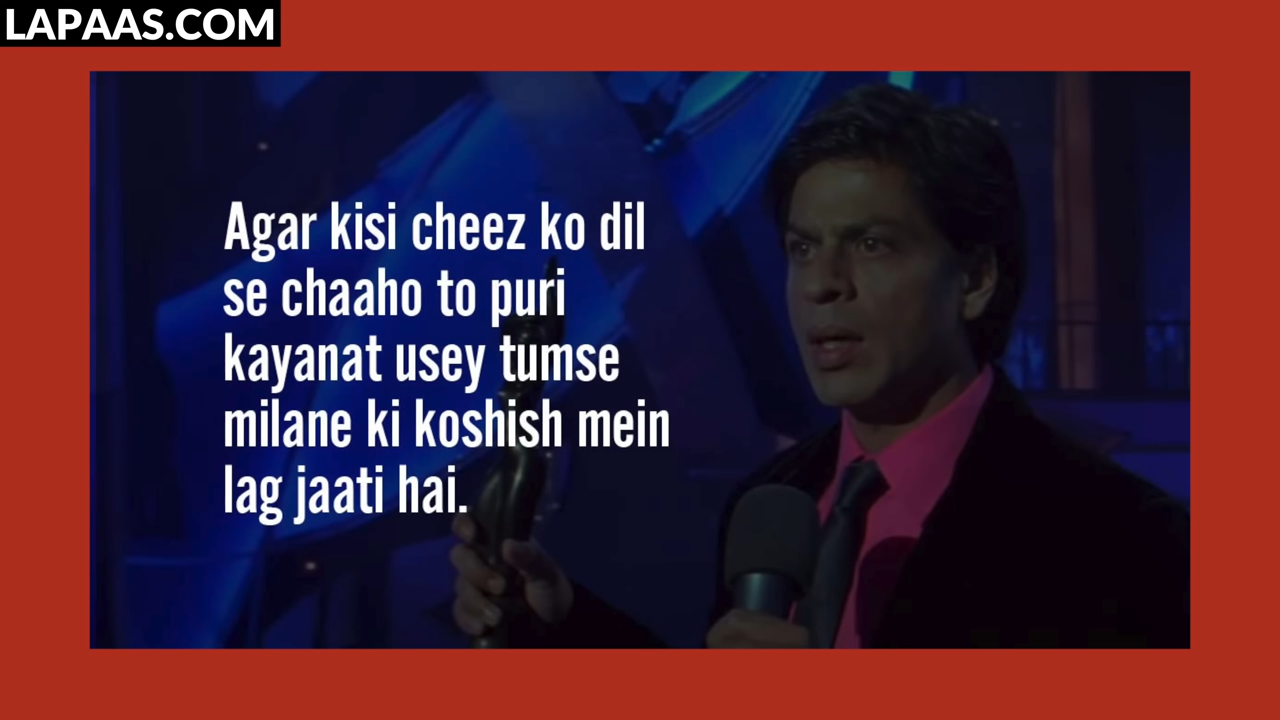 LAPAAS.COM
Agar kisi cheez ko dil
se chaaho to puri
kayanat usey tumse
milane ki koshish mein
lag jaati hai.